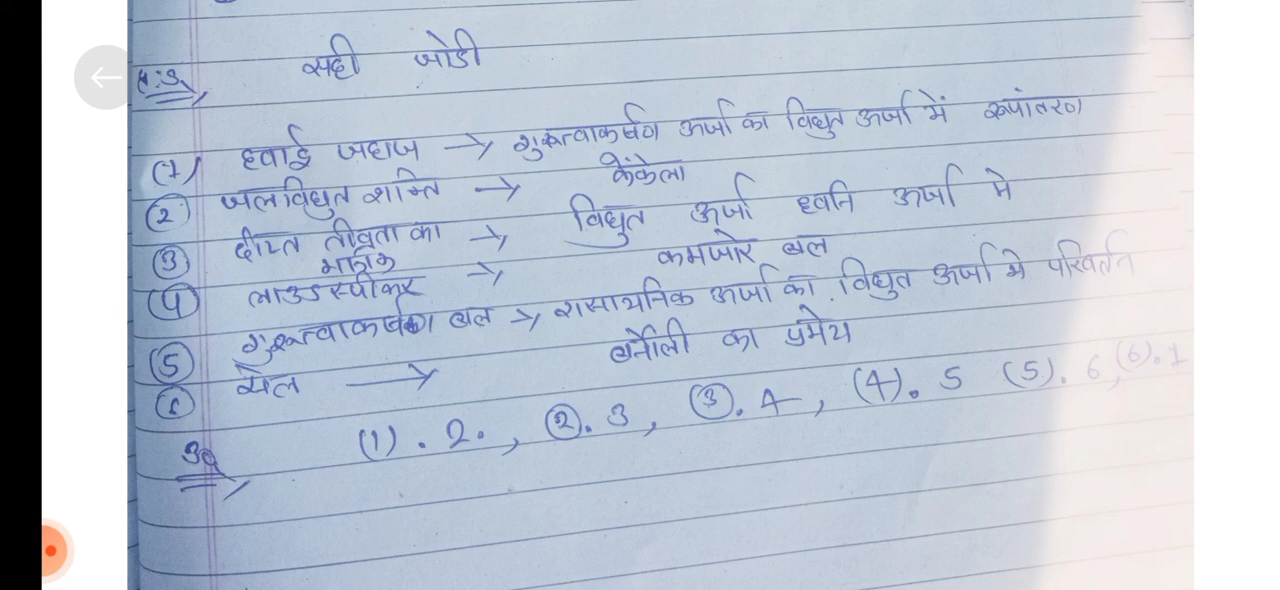 प्र:3, सही जोडी
(1) हवाई जहाज → गुरूत्वाकर्षण ऊर्जा का विधुत ऊर्जा में रूपांतरण
(2) जलविधुत शक्ति → कैंकेला
(3) दीप्त तीव्रता का मात्रक → विधुत ऊर्जा ध्वनि ऊर्जा मे
(4) लाउडस्पीकर → कमजोर बल
(5) गुरूत्वाकर्षण बल → रासायनिक ऊर्जा का विधुत ऊर्जा मे परिवर्तन
(6) सेल → बर्नोली का प्रमेय
उ०, (1). 2., (2). 3, (3). 4, (4). 5 (5). 6, (6). 1